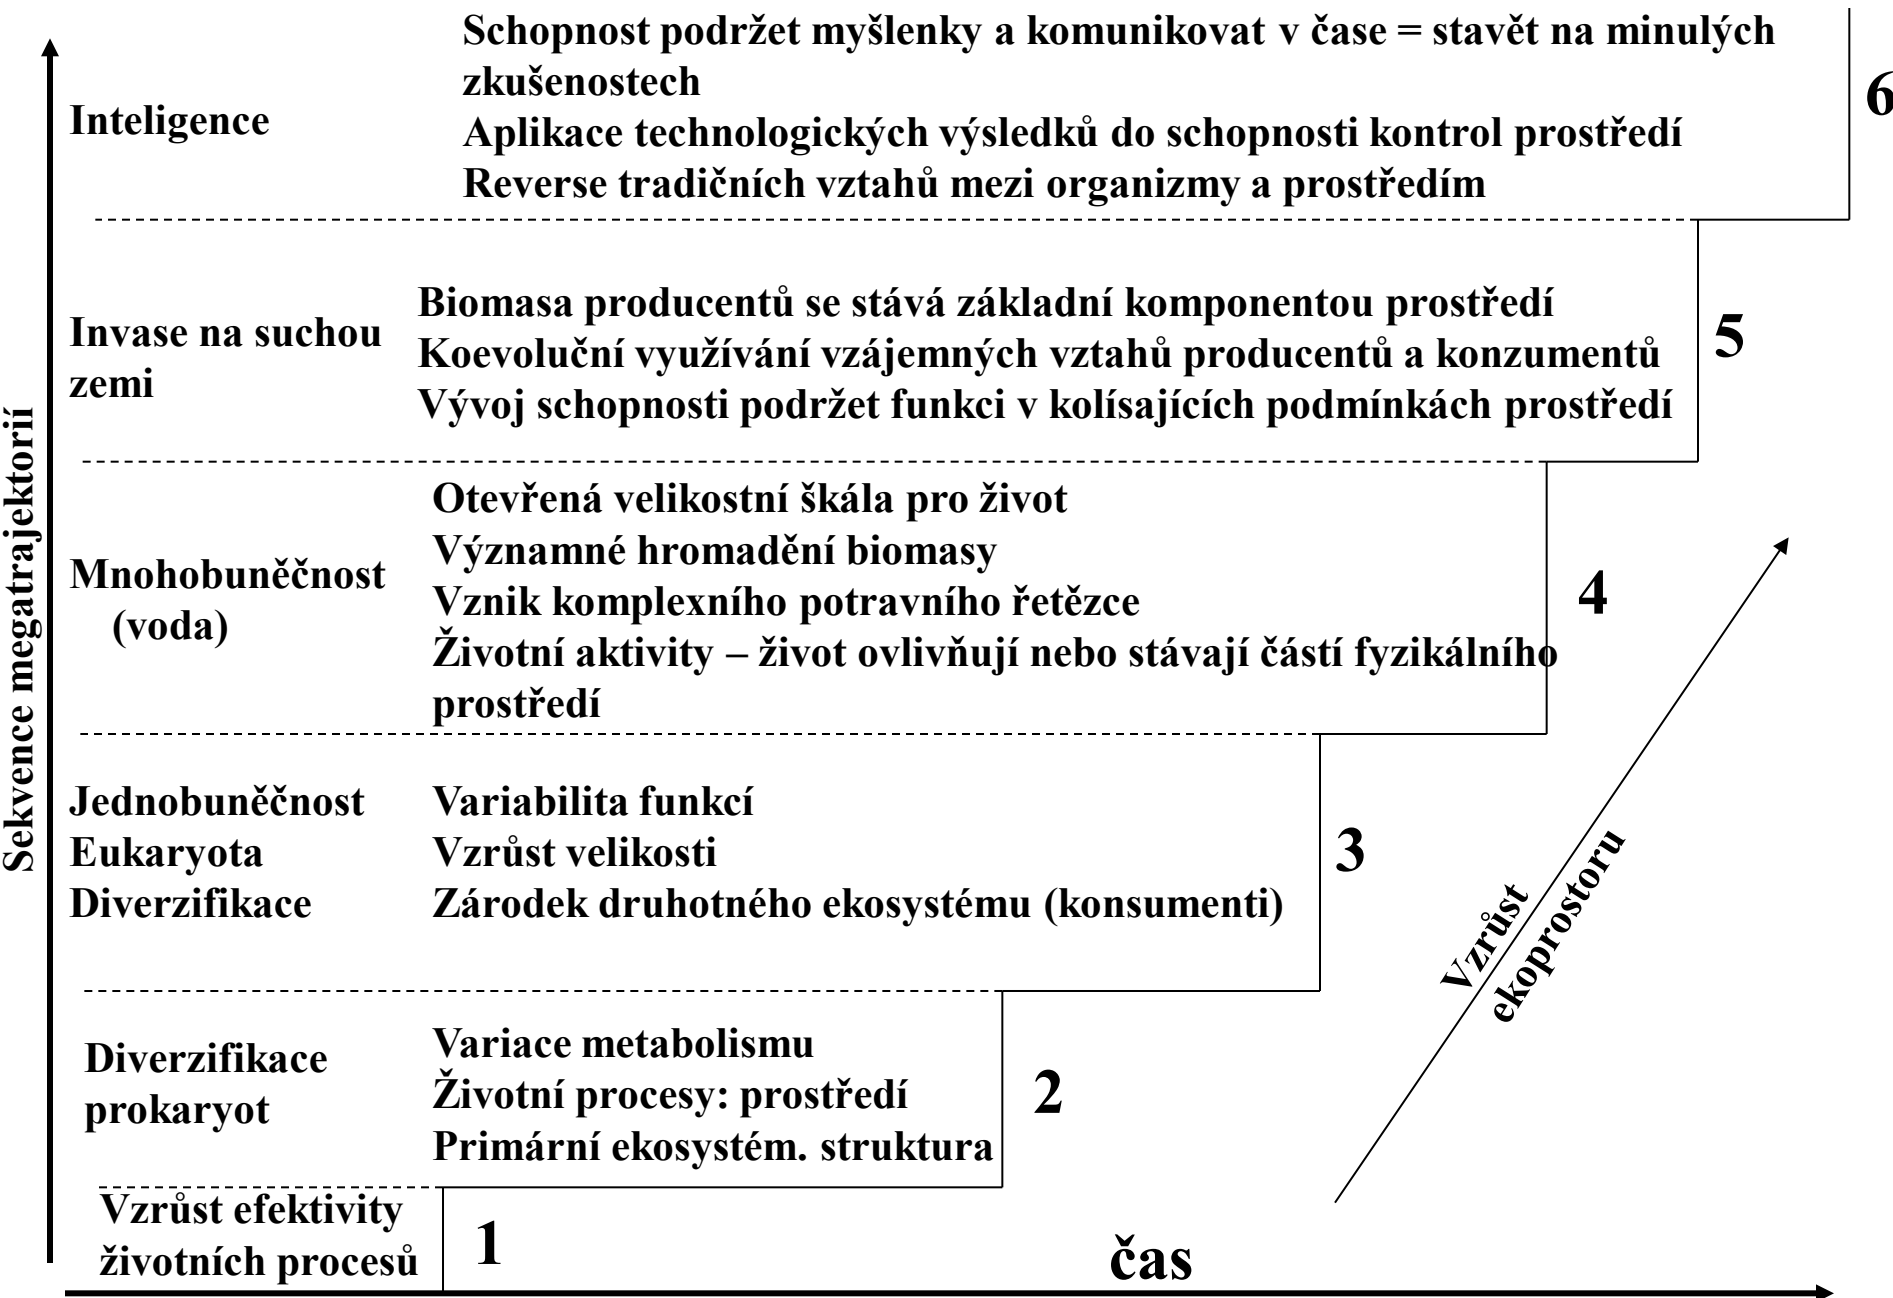 Schopnost podržet myšlenky a komunikovat v čase = stavět na minulých
zkušenostech
Aplikace technologických výsledků do schopnosti kontrol prostředí
Reverse tradičních vztahů mezi organizmy a prostředím
Inteligence
6
Invase na suchou
zemi
Biomasa producentů se stává základní komponentou prostředí
Koevoluční využívání vzájemných vztahů producentů a konzumentů
Vývoj schopnosti podržet funkci v kolísajících podmínkách prostředí
5
Mnohobuněčnost
(voda)
Otevřená velikostní škála pro život
Významné hromadění biomasy
Vznik komplexního potravního řetězce
Životní aktivity – život ovlivňují nebo stávají částí fyzikálního
prostředí
4
Jednobuněčnost
Eukaryota
Diverzifikace
Variabilita funkcí
Vzrůst velikosti
Zárodek druhotného ekosystému (konsumenti)
3
Diverzifikace
prokaryot
Variace metabolismu
Životní procesy: prostředí
Primární ekosystém. struktura
2
Vzrůst efektivity
životních procesů
1
čas
Sekvence megatrajektorií
Vzrůst
ekoprostoru